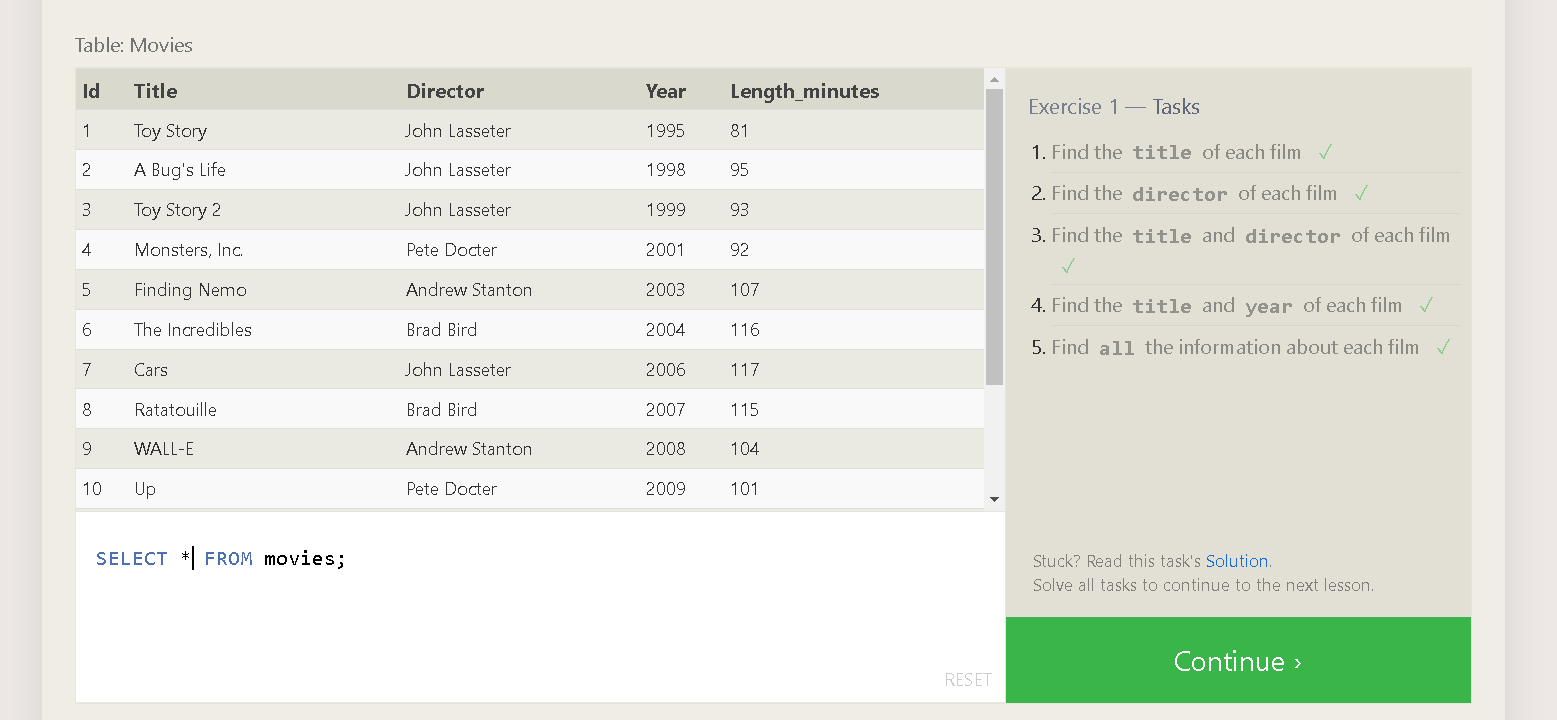 Table: Movies
Id Title Director Year Length_minutes
1 Toy Story John Lasseter 1995 81
2 A Bug's Life John Lasseter 1998 95
3 Toy Story 2 John Lasseter 1999 93
4 Monsters, Inc. Pete Docter 2001 92
5 Finding Nemo Andrew Stanton 2003 107
6 The Incredibles Brad Bird 2004 116
7 Cars John Lasseter 2006 117
8 Ratatouille Brad Bird 2007 115
9 WALL-E Andrew Stanton 2008 104
10 Up Pete Docter 2009 101
SELECT * FROM movies;
RESET
Exercise 1 — Tasks
1. Find the title of each film ✓
2. Find the director of each film ✓
3. Find the title and director of each film
✓
4. Find the title and year of each film ✓
5. Find all the information about each film ✓
Stuck? Read this task's Solution.
Solve all tasks to continue to the next lesson.
Continue ›